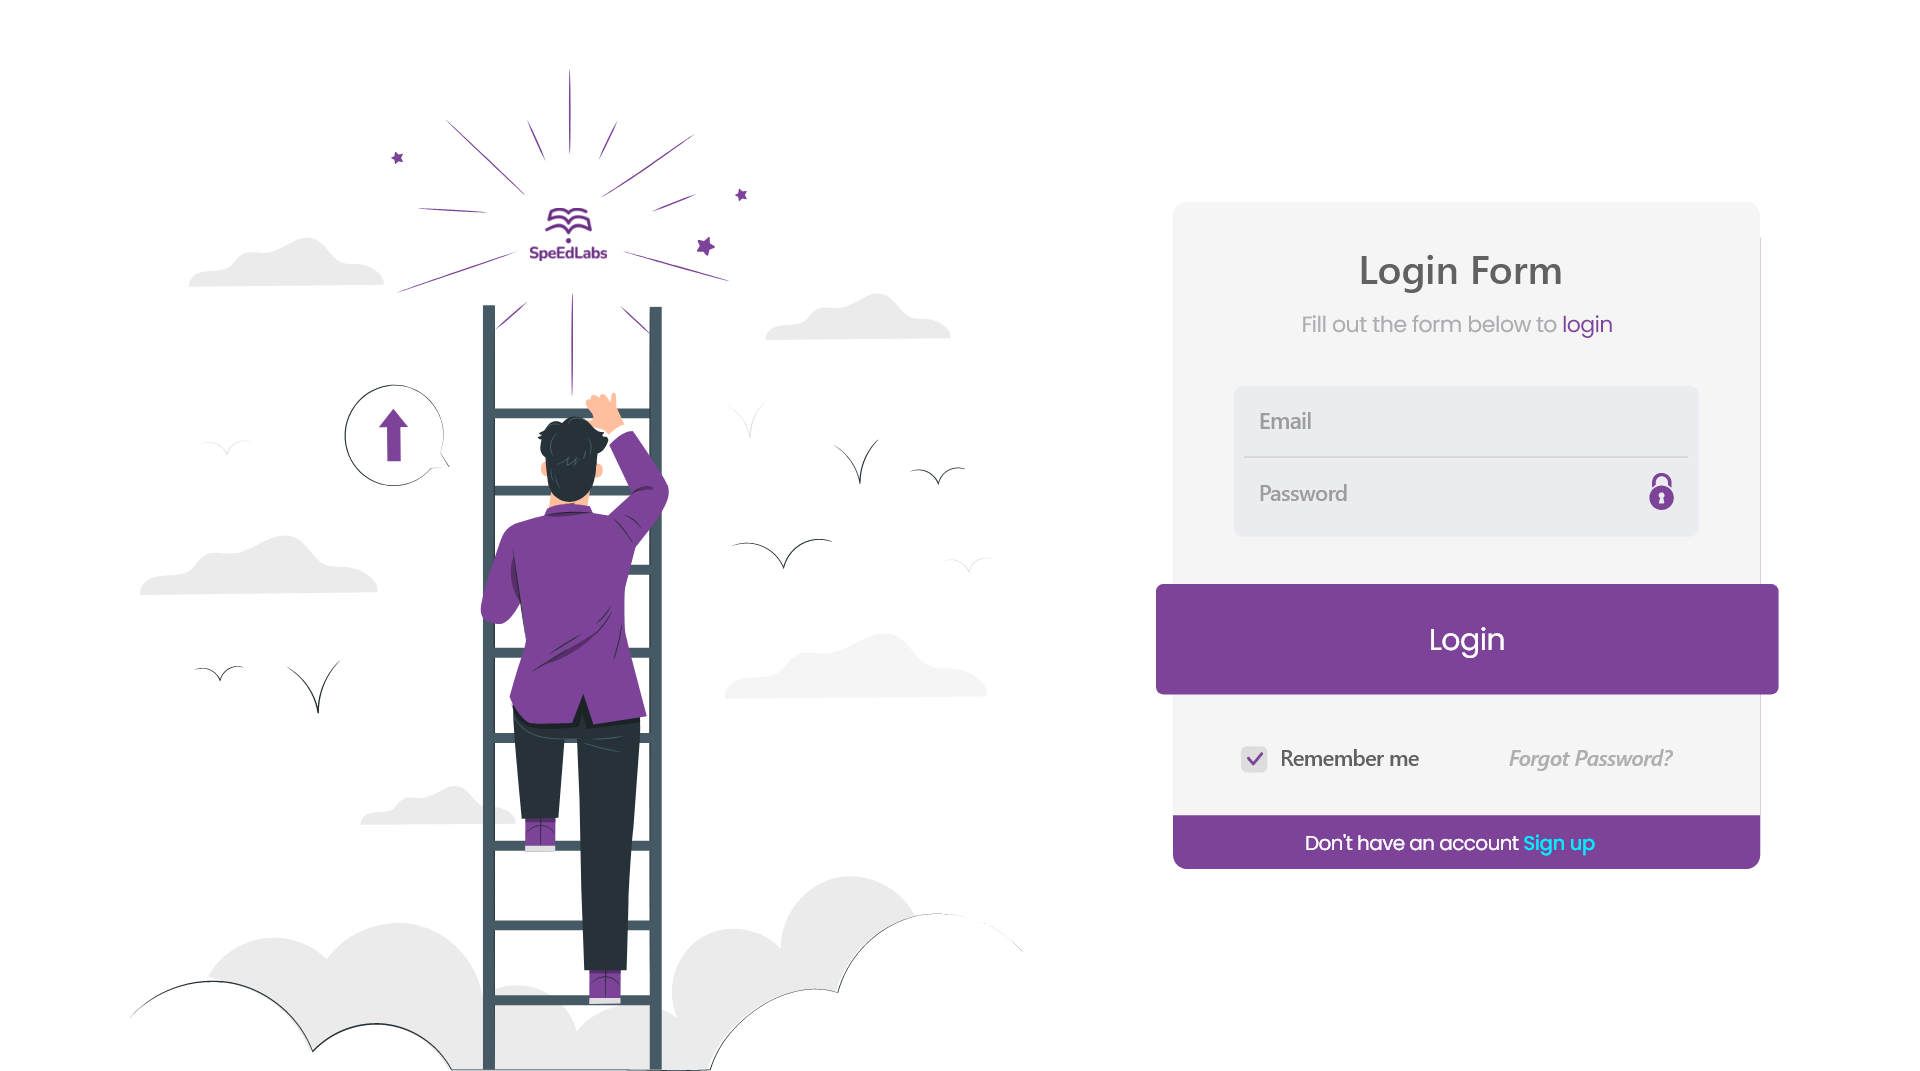 SpeEdLabs
Login Form
Fill out the form below to login
Email
Password
Login
Remember me
Forgot Password?
Don't have an account Sign up